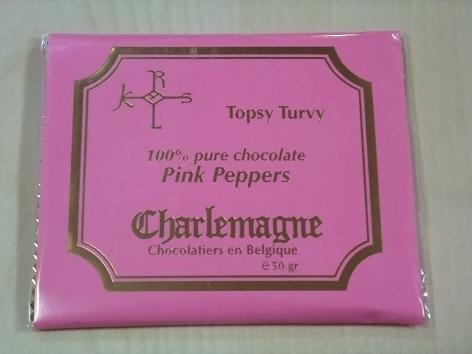 R
K S
L
Topsy Turvy
100% pure chocolate
Pink Peppers
Charlemagne
Chocolatiers en Belgique
e 50 gr